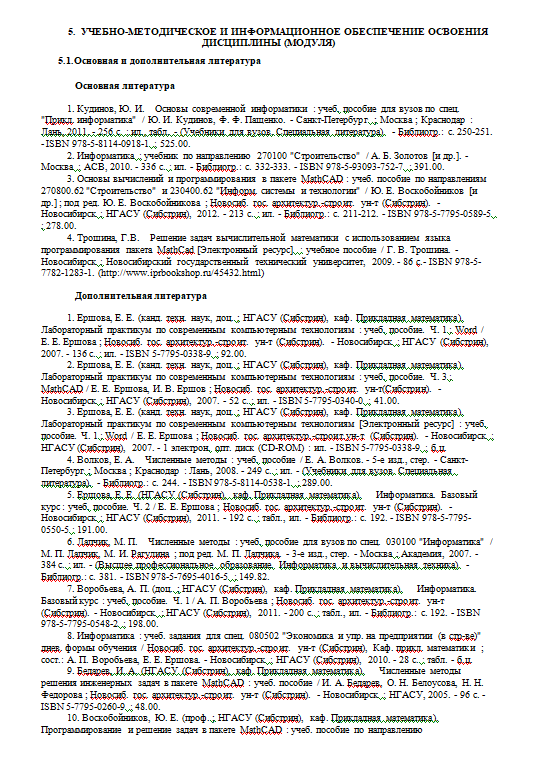 5. УЧЕБНО-МЕТОДИЧЕСКОЕ И ИНФОРМАЦИОННОЕ ОБЕСПЕЧЕНИЕ ОСВОЕНИЯ
ДИСЦИПЛИНЫ (МОДУЛЯ)
5.1. Основная и дополнительная литература
Основная литература
1. Кудинов, Ю. И. Основы современной информатики : учеб. пособие для вузов по спец.
"Прикл. информатика" / Ю. И. Кудинов, Ф. Ф. Пащенко. - Санкт-Петербург. ; Москва ; Краснодар :
Лань, 2011. - 256 с. : ил., табл. - (Учебники для вузов. Специальная литература). - Библиогр.: с. 250-251.
- ISBN 978-5-8114-0918-1. ; 525.00.
2. Информатика : учебник по направлению 270100 "Строительство" / А. Б. Золотов [и др.]. -
Москва : АСВ, 2010. - 336 с. : ил. - Библиогр.: с. 332-333. - ISBN 978-5-93093-752-7. ; 391.00.
3. Основы вычислений и программирования в пакете MathCAD : учеб. пособие по направлениям
270800.62 "Строительство" и 230400.62 "Информ. системы и технологии" / Ю. Е. Воскобойников [и
др.] ; под ред. Ю. Е. Воскобойникова ; Новосиб. гос. архитектур.-строит. ун-т (Сибстрин). -
Новосибирск : НГАСУ (Сибстрин), 2012. - 213 с. : ил. - Библиогр.: с. 211-212. - ISBN 978-5-7795-0589-5.
; 278.00.
4. Трошина, Г. В. Решение задач вычислительной математики с использованием языка
программирования пакета MathCad [Электронный ресурс] : учебное пособие / Г. В. Трошина. -
Новосибирск : Новосибирский государственный технический университет, 2009. - 86 c. - ISBN 978-5-
7782-1283-1. (http://www.iprbookshop.ru/45432.html)
Дополнительная литература
1. Ершова, Е. Е. (канд. техн. наук, доц. ; НГАСУ (Сибстрин), каф. Прикладная математика).
Лабораторный практикум по современным компьютерным технологиям : учеб. пособие. Ч. 1 : Word /
Е. Е. Ершова ; Новосиб. гос. архитектур.-строит. ун-т (Сибстрин). - Новосибирск : НГАСУ (Сибстрин),
2007. - 136 с. : ил. - ISBN 5-7795-0338-9. ; 92.00.
2. Ершова, Е. Е. (канд. техн. наук, доц. ; НГАСУ (Сибстрин), каф. Прикладная математика).
Лабораторный практикум по современным компьютерным технологиям : учеб. пособие. Ч. 3 :
MathCAD / Е. Е. Ершова, И. В. Ершов ; Новосиб. гос. архитектур.-строит. ун-т(Сибстрин). -
Новосибирск : НГАСУ (Сибстрин), 2007. - 52 с. : ил. - ISBN 5-7795-0340-0. ; 41.00.
3. Ершова, Е. Е. (канд. техн. наук, доц. ; НГАСУ (Сибстрин), каф. Прикладная математика).
Лабораторный практикум по современным компьютерным технологиям [Электронный ресурс] : учеб.
пособие. Ч. 1 : Word / Е. Е. Ершова ; Новосиб. гос. архитектур.-строит.ун-т (Сибстрин). - Новосибирск :
НГАСУ (Сибстрин), 2007. - 1 электрон. опт. диск (CD-ROM) : ил. - ISBN 5-7795-0338-9 : б.ц.
4. Волков, Е. А. Численные методы : учеб. пособие / Е. А. Волков. - 5-е изд., стер. - Санкт-
Петербург ; Москва ; Краснодар : Лань, 2008. - 249 с. : ил. - (Учебники для вузов. Специальная
литература). - Библиогр.: с. 244. - ISBN 978-5-8114-0538-1. ; 289.00.
5. Ершова, Е. Е. (НГАСУ (Сибстрин), каф. Прикладная математика). Информатика. Базовый
курс : учеб. пособие. Ч. 2 / Е. Е. Ершова ; Новосиб. гос. архитектур.-строит. ун-т (Сибстрин). -
Новосибирск : НГАСУ (Сибстрин), 2011. - 192 с. : табл., ил. - Библиогр.: с. 192. - ISBN 978-5-7795-
0550-5. ; 191.00.
6. Лапчик, М. П. Численные методы : учеб. пособие для вузов по спец. 030100 "Информатика" /
М. П. Лапчик, М. И. Рагулина ; под ред. М. П. Лапчика. - 3-е изд., стер. - Москва : Академия, 2007. -
384 с. : ил. - (Высшее профессиональное образование. Информатика и вычислительная техника). -
Библиогр.: с. 381. - ISBN 978-5-7695-4016-5. ; 149.82.
7. Воробьева, А. П. (доц. ; НГАСУ (Сибстрин), каф. Прикладная математика). Информатика.
Базовый курс : учеб. пособие. Ч. 1 / А. П. Воробьева ; Новосиб. гос. архитектур.-строит. ун-т
(Сибстрин). - Новосибирск : НГАСУ (Сибстрин), 2011. - 200 с. : табл., ил. - Библиогр.: с. 192. - ISBN
978-5-7795-0548-2. ; 198.00.
8. Информатика : учеб. задания для спец. 080502 "Экономика и упр. на предприятии (в стр-ве)"
днев. формы обучения / Новосиб. гос. архитектур.-строит. ун-т (Сибстрин), Каф. прикл. математики ;
сост.: А. П. Воробьева, Е. Е. Ершова. - Новосибирск : НГАСУ (Сибстрин), 2010. - 28 с. : табл. - б.ц.
9. Бедарев, И. А. (НГАСУ (Сибстрин), каф. Прикладная математика). Численные методы
решения инженерных задач в пакете MathCAD : учеб. пособие / И. А. Бедарев, О. Н. Белоусова, Н. Н.
Федорова ; Новосиб. гос. архитектур.-строит. ун-т (Сибстрин). - Новосибирск : НГАСУ, 2005. - 96 с. -
ISBN 5-7795-0260-9. ; 48.00.
10. Воскобойников, Ю. Е. (проф. ; НГАСУ (Сибстрин), каф. Прикладная математика).
Программирование и решение задач в пакете MathCAD : учеб. пособие по направлению